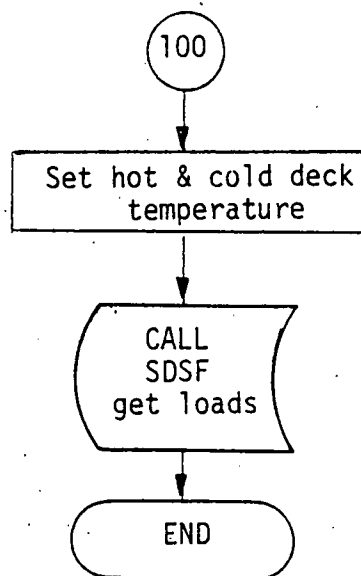 100
Set hot & cold deck
temperature
CALL
SDSF
get loads
END